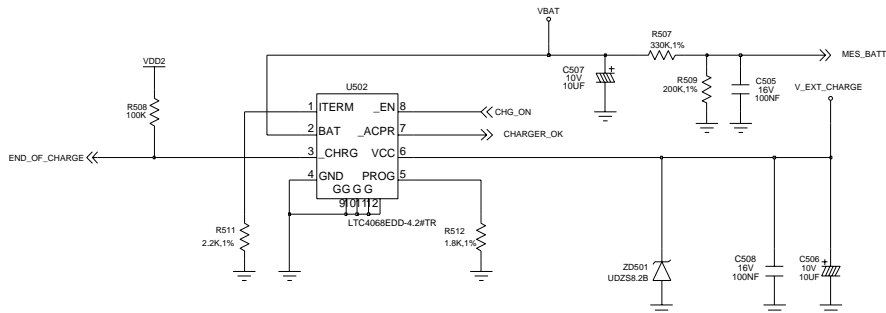 VBAT
R507
330K,1%
MES_BATT
C507
10V
10UF
+
R509
200K,1%
C505
16V
100NF
V_EXT_CHARGE
VDD2
R508
100K
U502
1 ITERM _EN 8
CHG_ON
2 BAT _ACPR 7
CHARGER_OK
END_OF_CHARGE
3 _CHRG VCC 6
4 GND PROG 5
GG G G
9 10 11 12
LTC4068EDD-4.2#TR
R511
2.2K,1%
R512
1.8K,1%
ZD501
UDZS8.2B
C508
16V
100NF
C506
10V
10UF
+